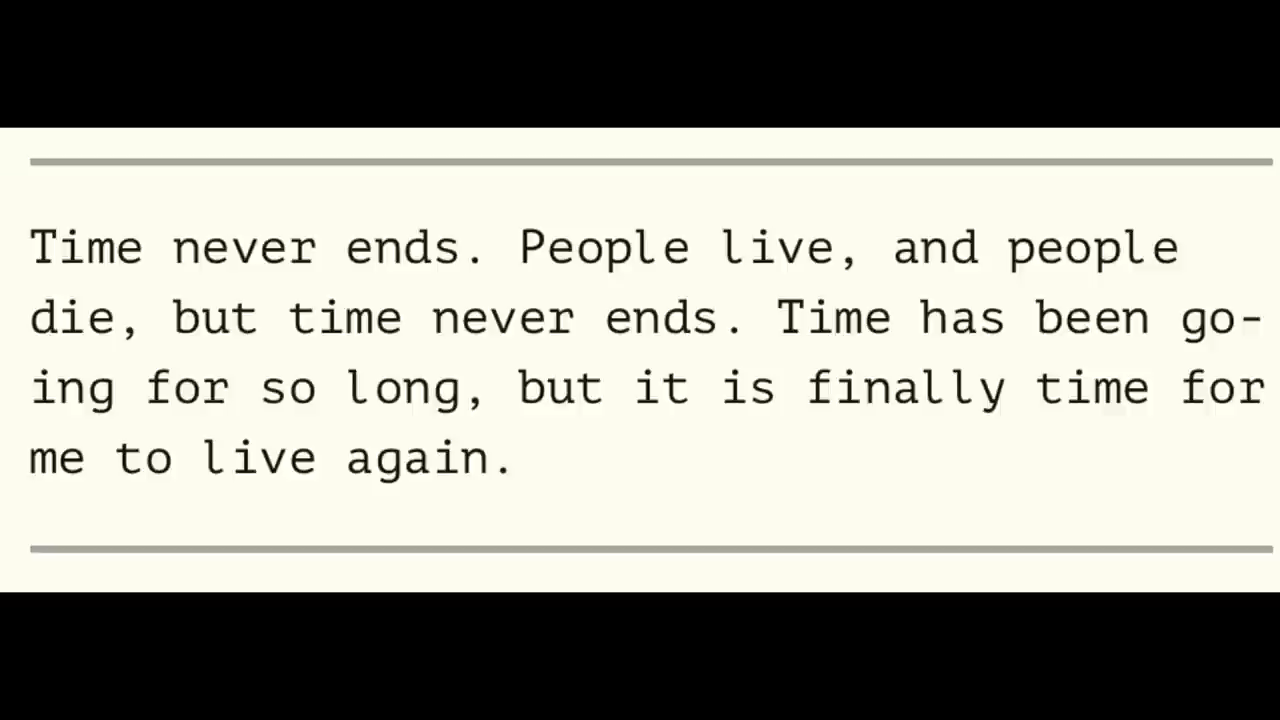 Time never ends. People live, and people
die, but time never ends. Time has been go-
ing for so long, but it is finally time for
me to live again.